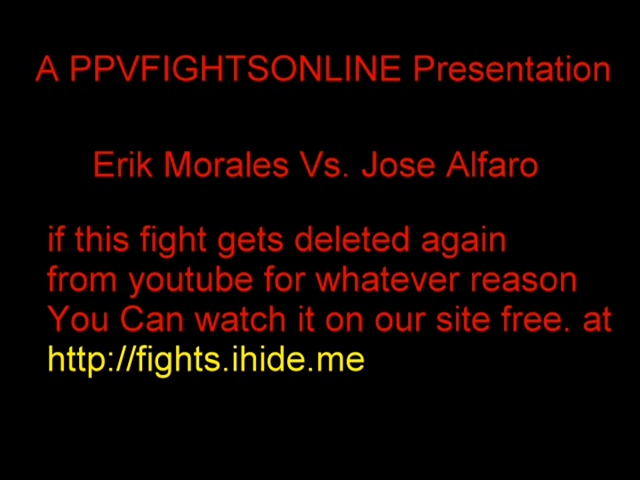 A PPVFIGHTSONLINE Presentation
Erik Morales Vs. Jose Alfaro
if this fight gets deleted again
from youtube for whatever reason
You Can watch it on our site free. at
http://fights.ihide.me